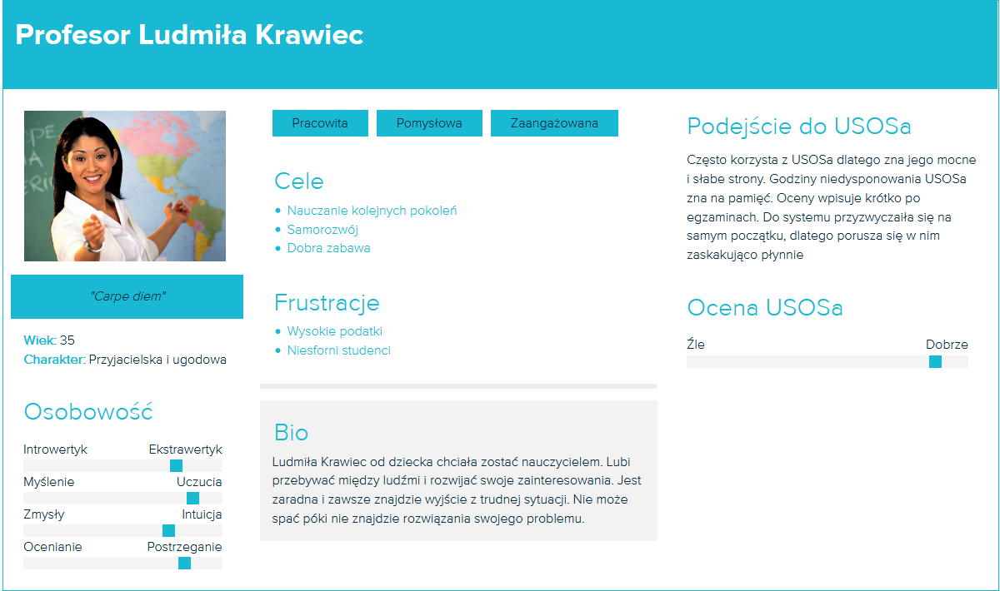 Profesor Ludmiła Krawiec
"Carpe diem"
Wiek: 35
Charakter: Przyjacielska i ugodowa
Osobowość
Introwertyk Ekstrawertyk
Myślenie Uczucia
Zmysły Intuicja
Ocenianie Postrzeganie
Pracowita Pomysłowa Zaangażowana
Cele
Nauczanie kolejnych pokoleń
Samorozwój
Dobra zabawa
Frustracje
Wysokie podatki
Niesforni studenci
Bio
Ludmiła Krawiec od dziecka chciała zostać nauczycielem. Lubi
przebywać między ludźmi i rozwijać swoje zainteresowania. Jest
zaradna i zawsze znajdzie wyjście z trudnej sytuacji. Nie może
spać póki nie znajdzie rozwiązania swojego problemu.
Podejście do USOSa
Często korzysta z USOSa dlatego zna jego mocne
i słabe strony. Godziny niedysponowania USOSa
zna na pamięć. Oceny wpisuje krótko po
egzaminach. Do systemu przyzwyczaiła się na
samym początku, dlatego porusza się w nim
zaskakująco płynnie
Ocena USOSa
Źle Dobrze